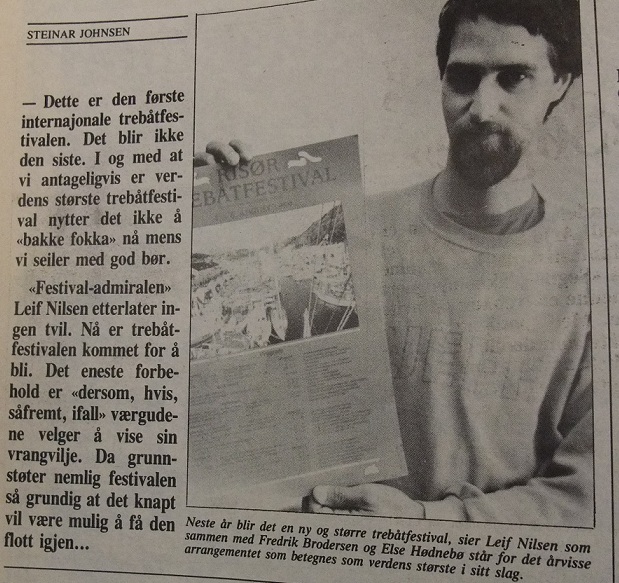 STEINAR JOHNSEN
— Dette er den første
internajonale trebåtfes-
tivalen. Det blir ikke
den siste. I og med at
vi antageligvis er ver-
dens største trebåtfesti-
val nytter det ikke å
«bakke fokka» nå mens
vi seiler med god bør.
«Festival-admiralen»
Leif Nilsen etterlater in-
gen tvil. Nå er trebåt-
festivalen kommet for å
bli. Det eneste forbe-
hold er «dersom, hvis,
såfremt, ifall» værgude-
ne velger å vise sin
vrangvilje. Da grunn-
støter nemlig festivalen
så grundig at det knapt
vil være mulig å få den
flott igjen...
RISØR
EBÅTFESTIVAL
Neste år blir det en ny og større trebåtfestival, sier Leif Nilsen som
sammen med Fredrik Brodersen og Else Hødnebø står for det årvisse
arrangementet som betegnes som verdens største i sitt slag.